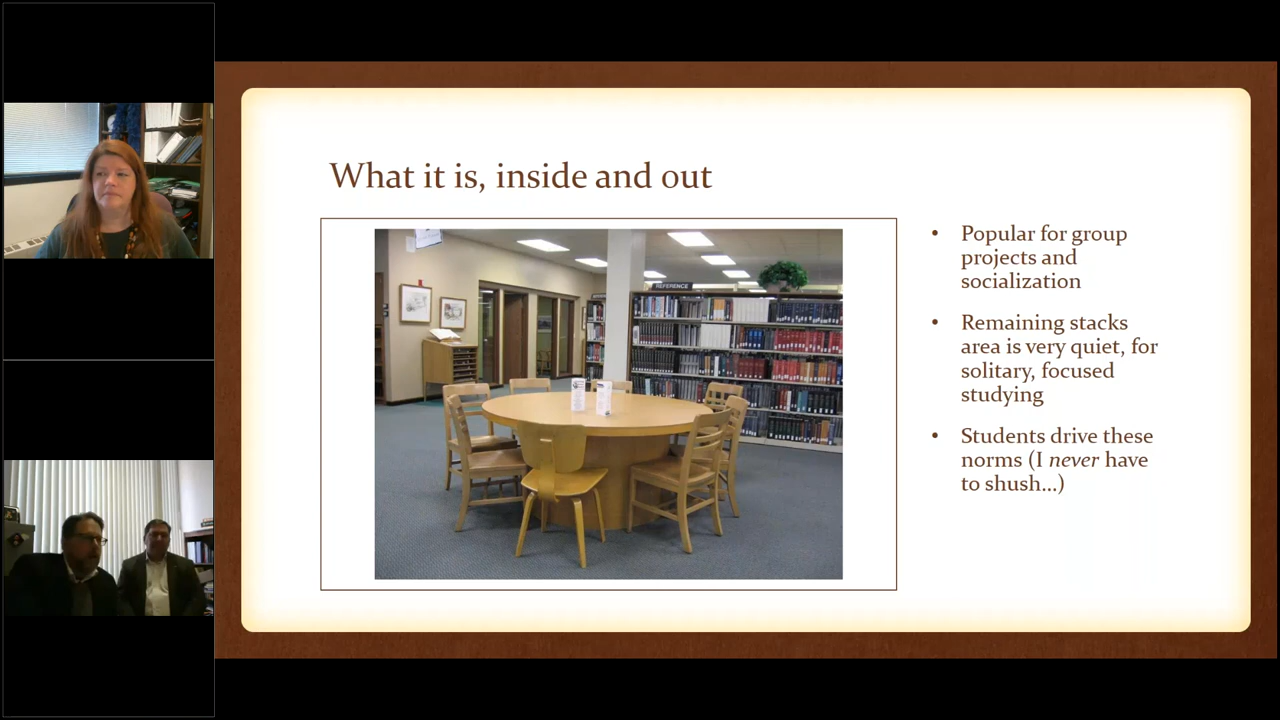 What it is, inside and out
REFERENCE
• Popular for group
projects and
socialization
• Remaining stacks
area is very quiet, for
solitary, focused
studying
• Students drive these
norms (I never have
to shush…)